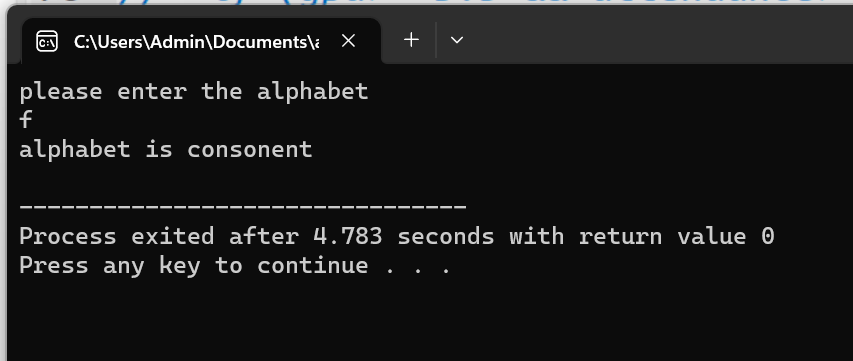 C:\Users\Admin\Documents\a
please enter the alphabet
f
alphabet is consonent
--------------------------------
Process exited after 4.783 seconds with return value 0
Press any key to continue . . .